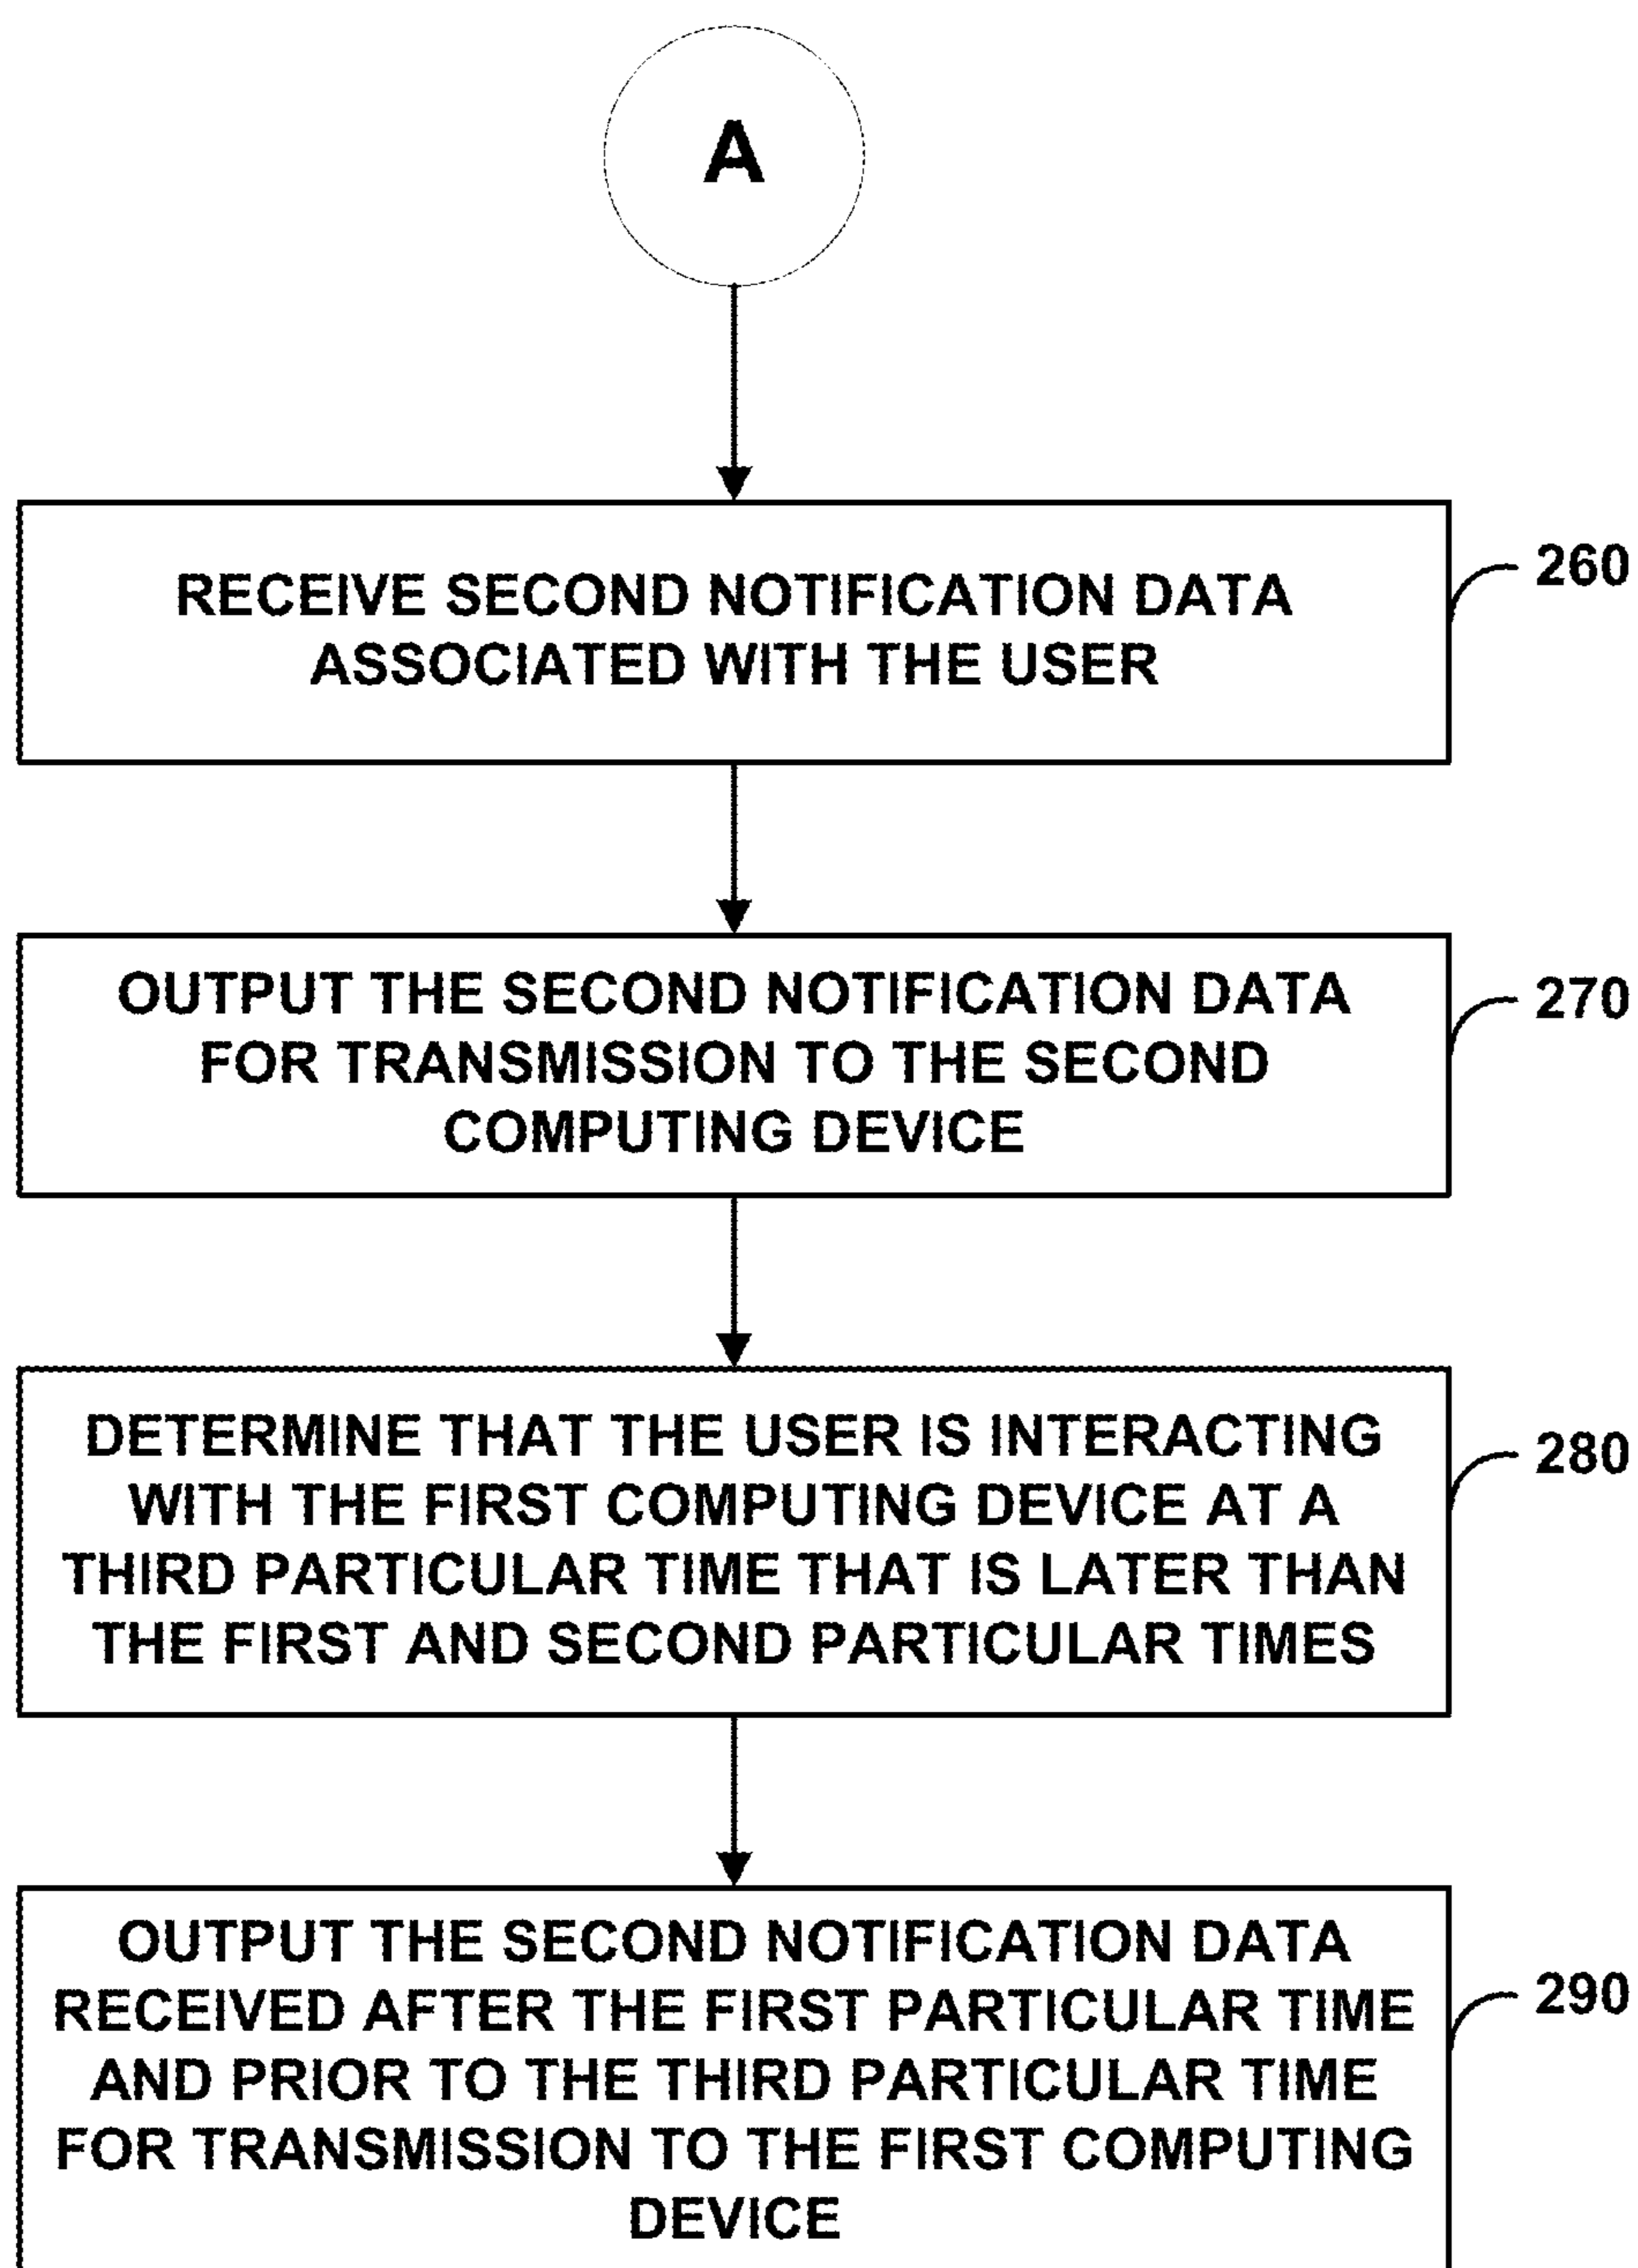 A
RECEIVE SECOND NOTIFICATION DATA
ASSOCIATED WITH THE USER
260
OUTPUT THE SECOND NOTIFICATION DATA
FOR TRANSMISSION TO THE SECOND
COMPUTING DEVICE
270
DETERMINE THAT THE USER IS INTERACTING
WITH THE FIRST COMPUTING DEVICE AT A
THIRD PARTICULAR TIME THAT IS LATER THAN
THE FIRST AND SECOND PARTICULAR TIMES
280
OUTPUT THE SECOND NOTIFICATION DATA
RECEIVED AFTER THE FIRST PARTICULAR TIME
AND PRIOR TO THE THIRD PARTICULAR TIME
FOR TRANSMISSION TO THE FIRST COMPUTING
DEVICE
290